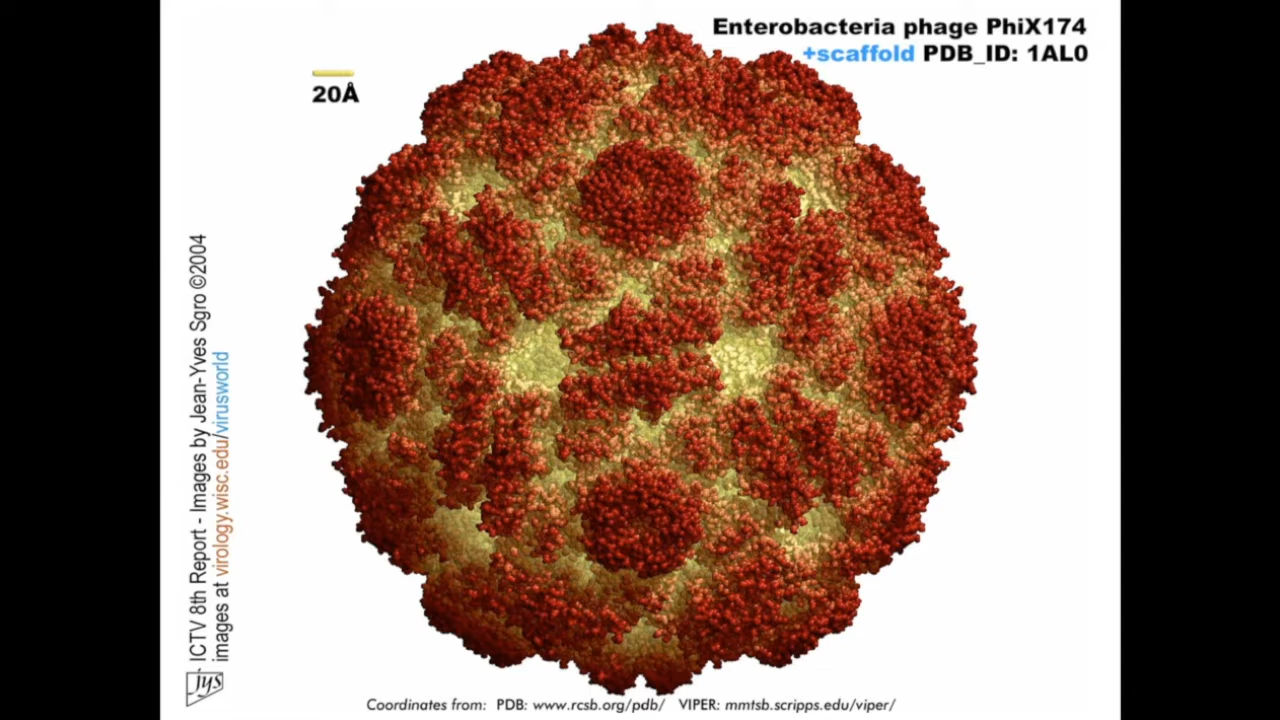 Enterobacteria phage PhiX174
+scaffold PDB_ID: 1AL0
20Å
ICTV 8th Report - Images by Jean-Yves Sgro ©2004
images at virology.wisc.edu/virusworld
jys
Coordinates from: PDB: www.rcsb.org/pdb/ VIPER: mmtsb.scripps.edu/viper/